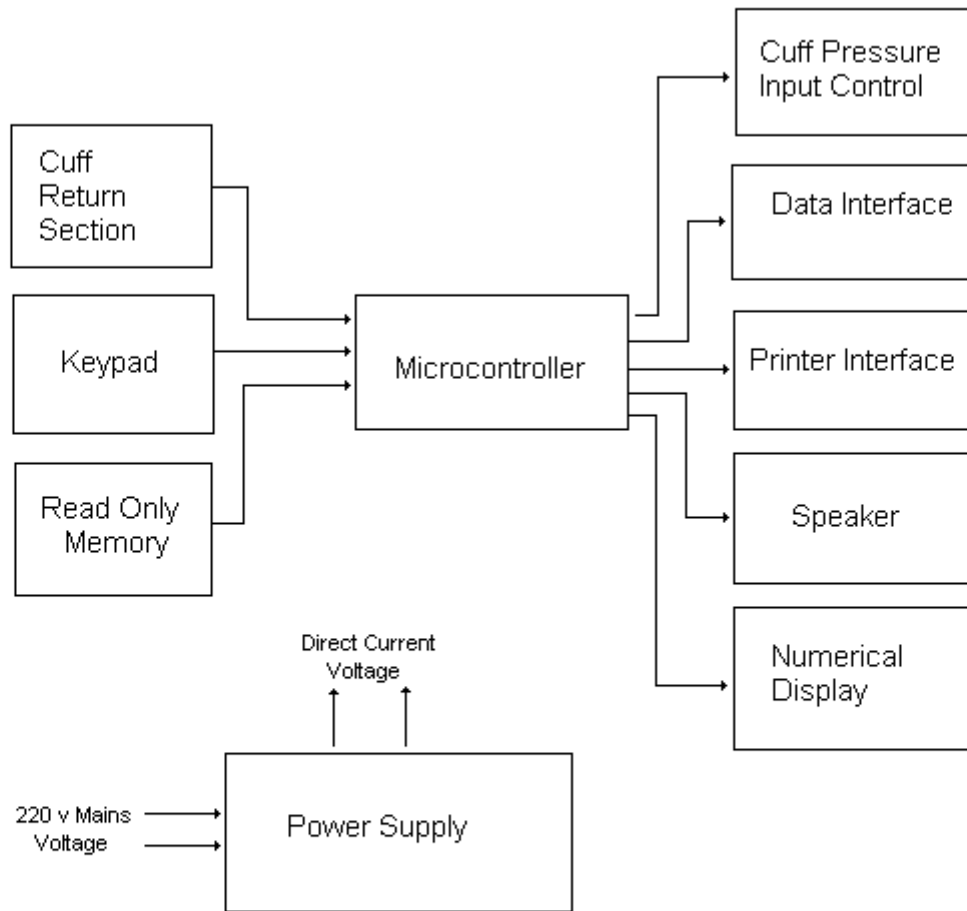 Cuff Pressure
Input Control
Cuff
Return
Section
Data Interface
Keypad
Microcontroller
Printer Interface
Read Only
Memory
Speaker
Direct Current
Voltage
Numerical
Display
220 v Mains
Voltage
Power Supply